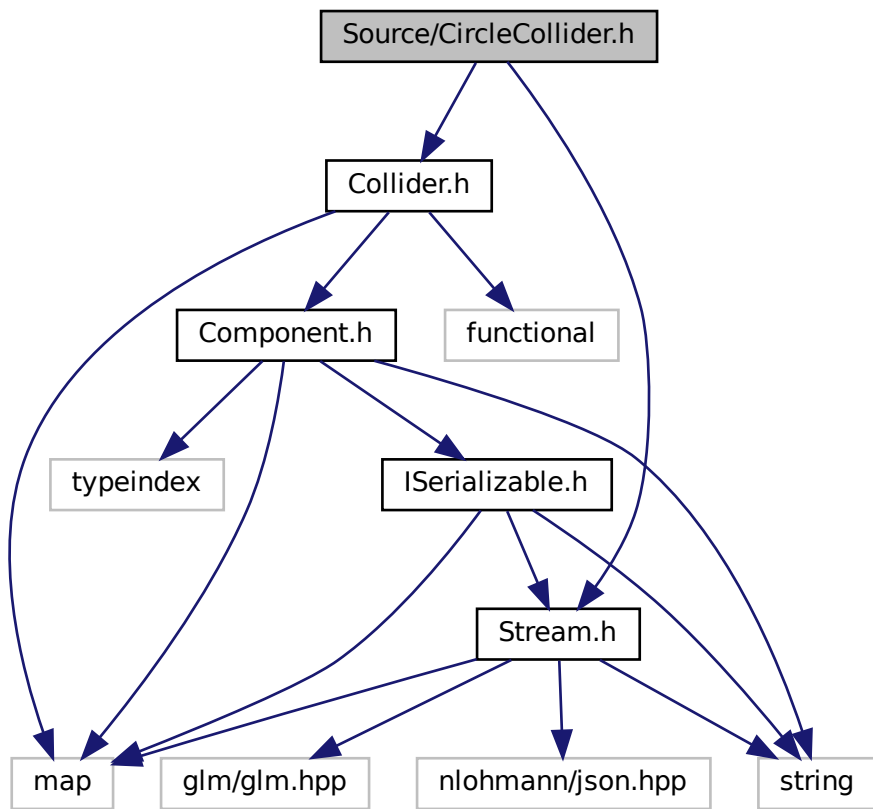 Source/CircleCollider.h
Collider.h
Component.h
functional
typeindex
ISerializable.h
Stream.h
map
glm/glm.hpp
nlohmann/json.hpp
string